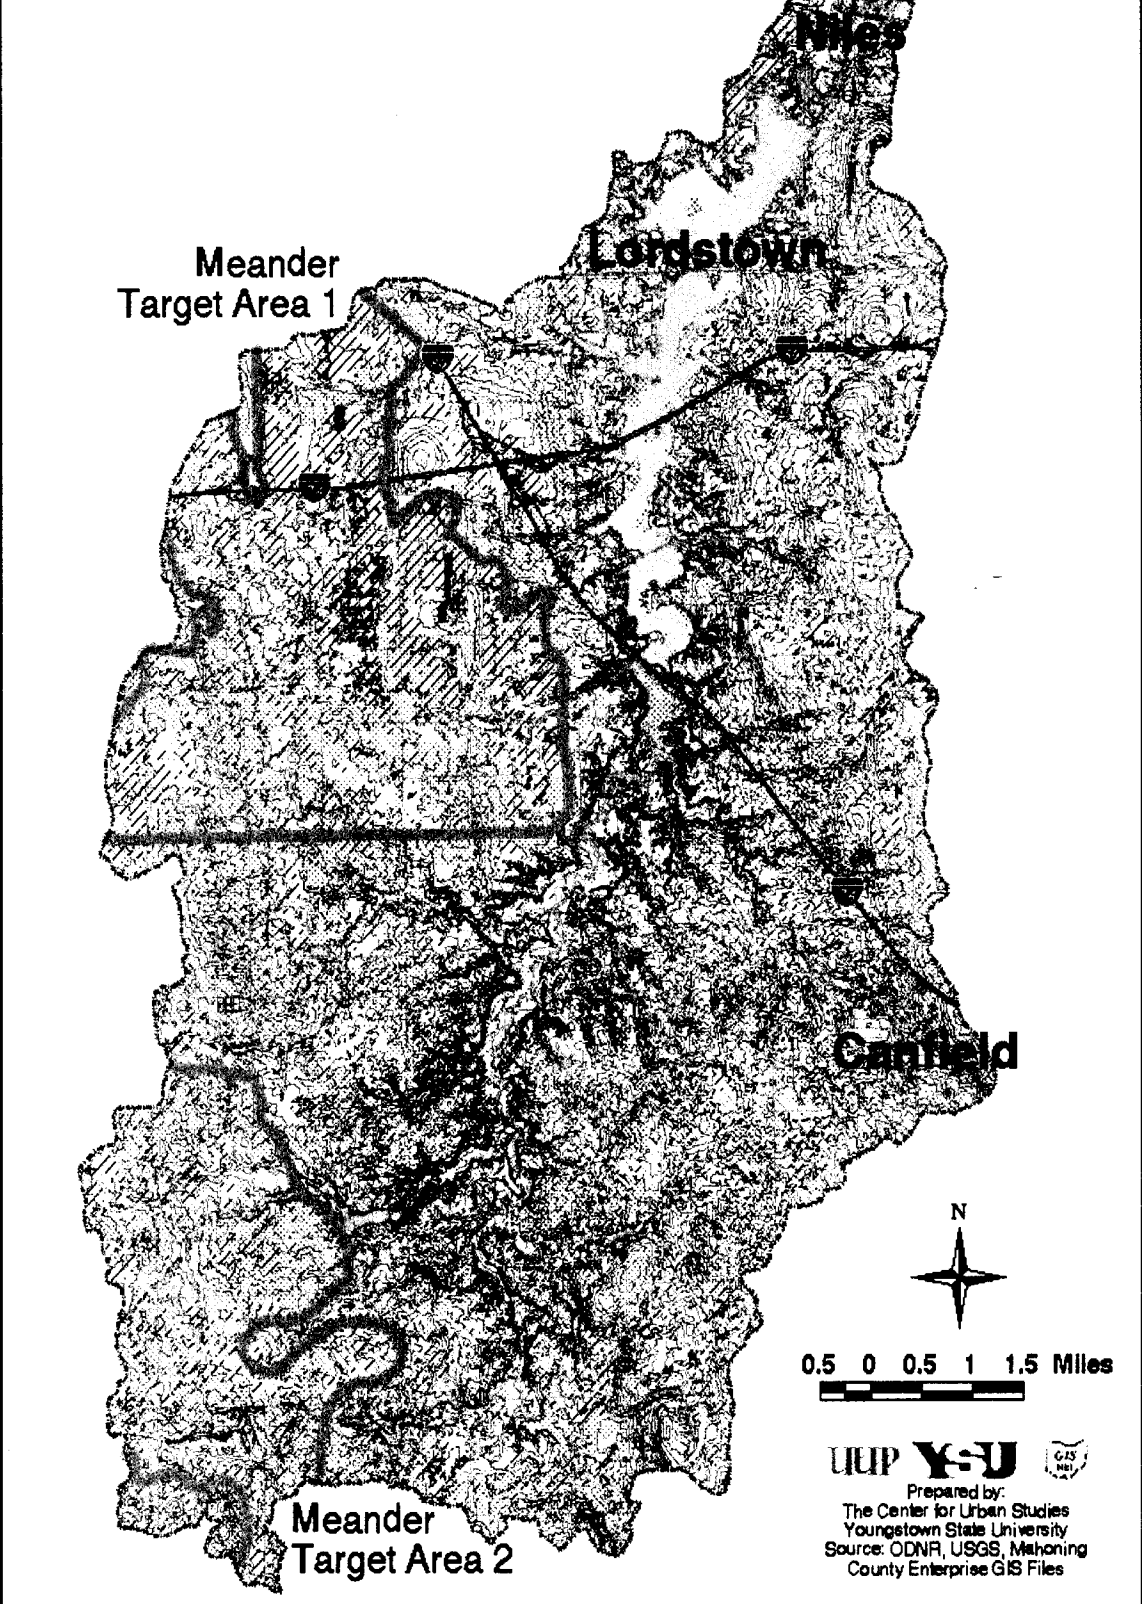 Niles
Lordstown
Meander
Target Area 1
Canfield
N
0.5 0 0.5 1 1.5 Miles
UUP YSU GIS
Prepared by:
The Center for Urban Studies
Youngstown State University
Source: ODNR, USGS, Mahoning
County Enterprise GIS Files
Meander
Target Area 2